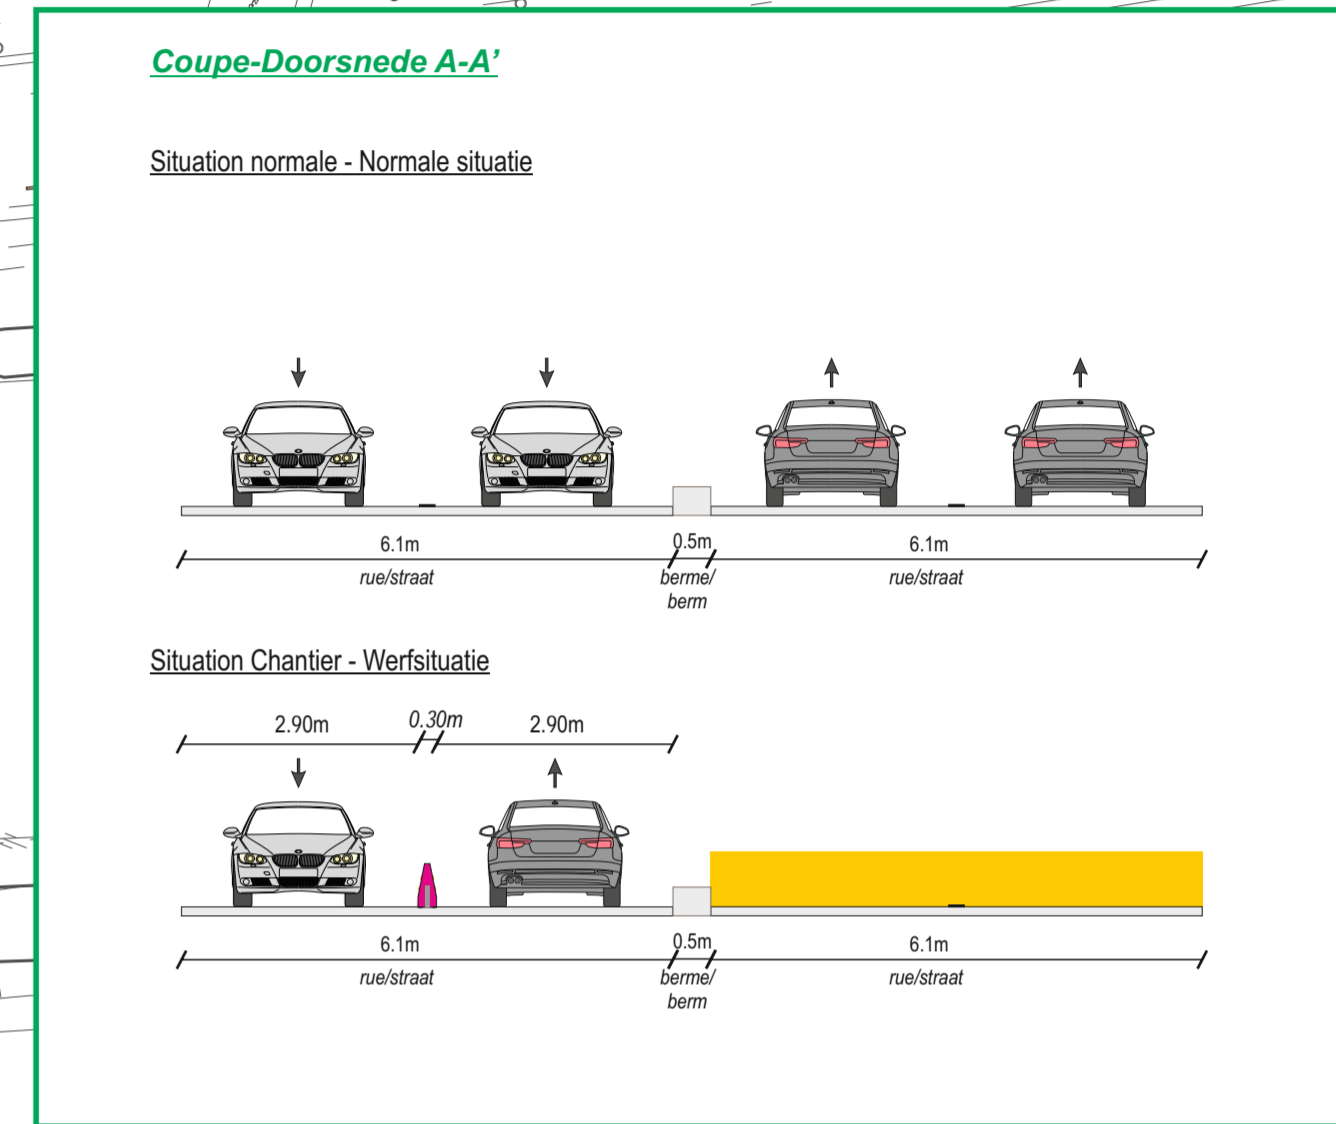 Coupe-Doorsnede A-A’
Situation normale - Normale situatie
6.1m
0.5m
6.1m
rue/straat
berme/
berm
rue/straat
Situation Chantier - Werfsituatie
2.90m
0.30m
2.90m
6.1m
0.5m
6.1m
rue/straat
berme/
berm
rue/straat